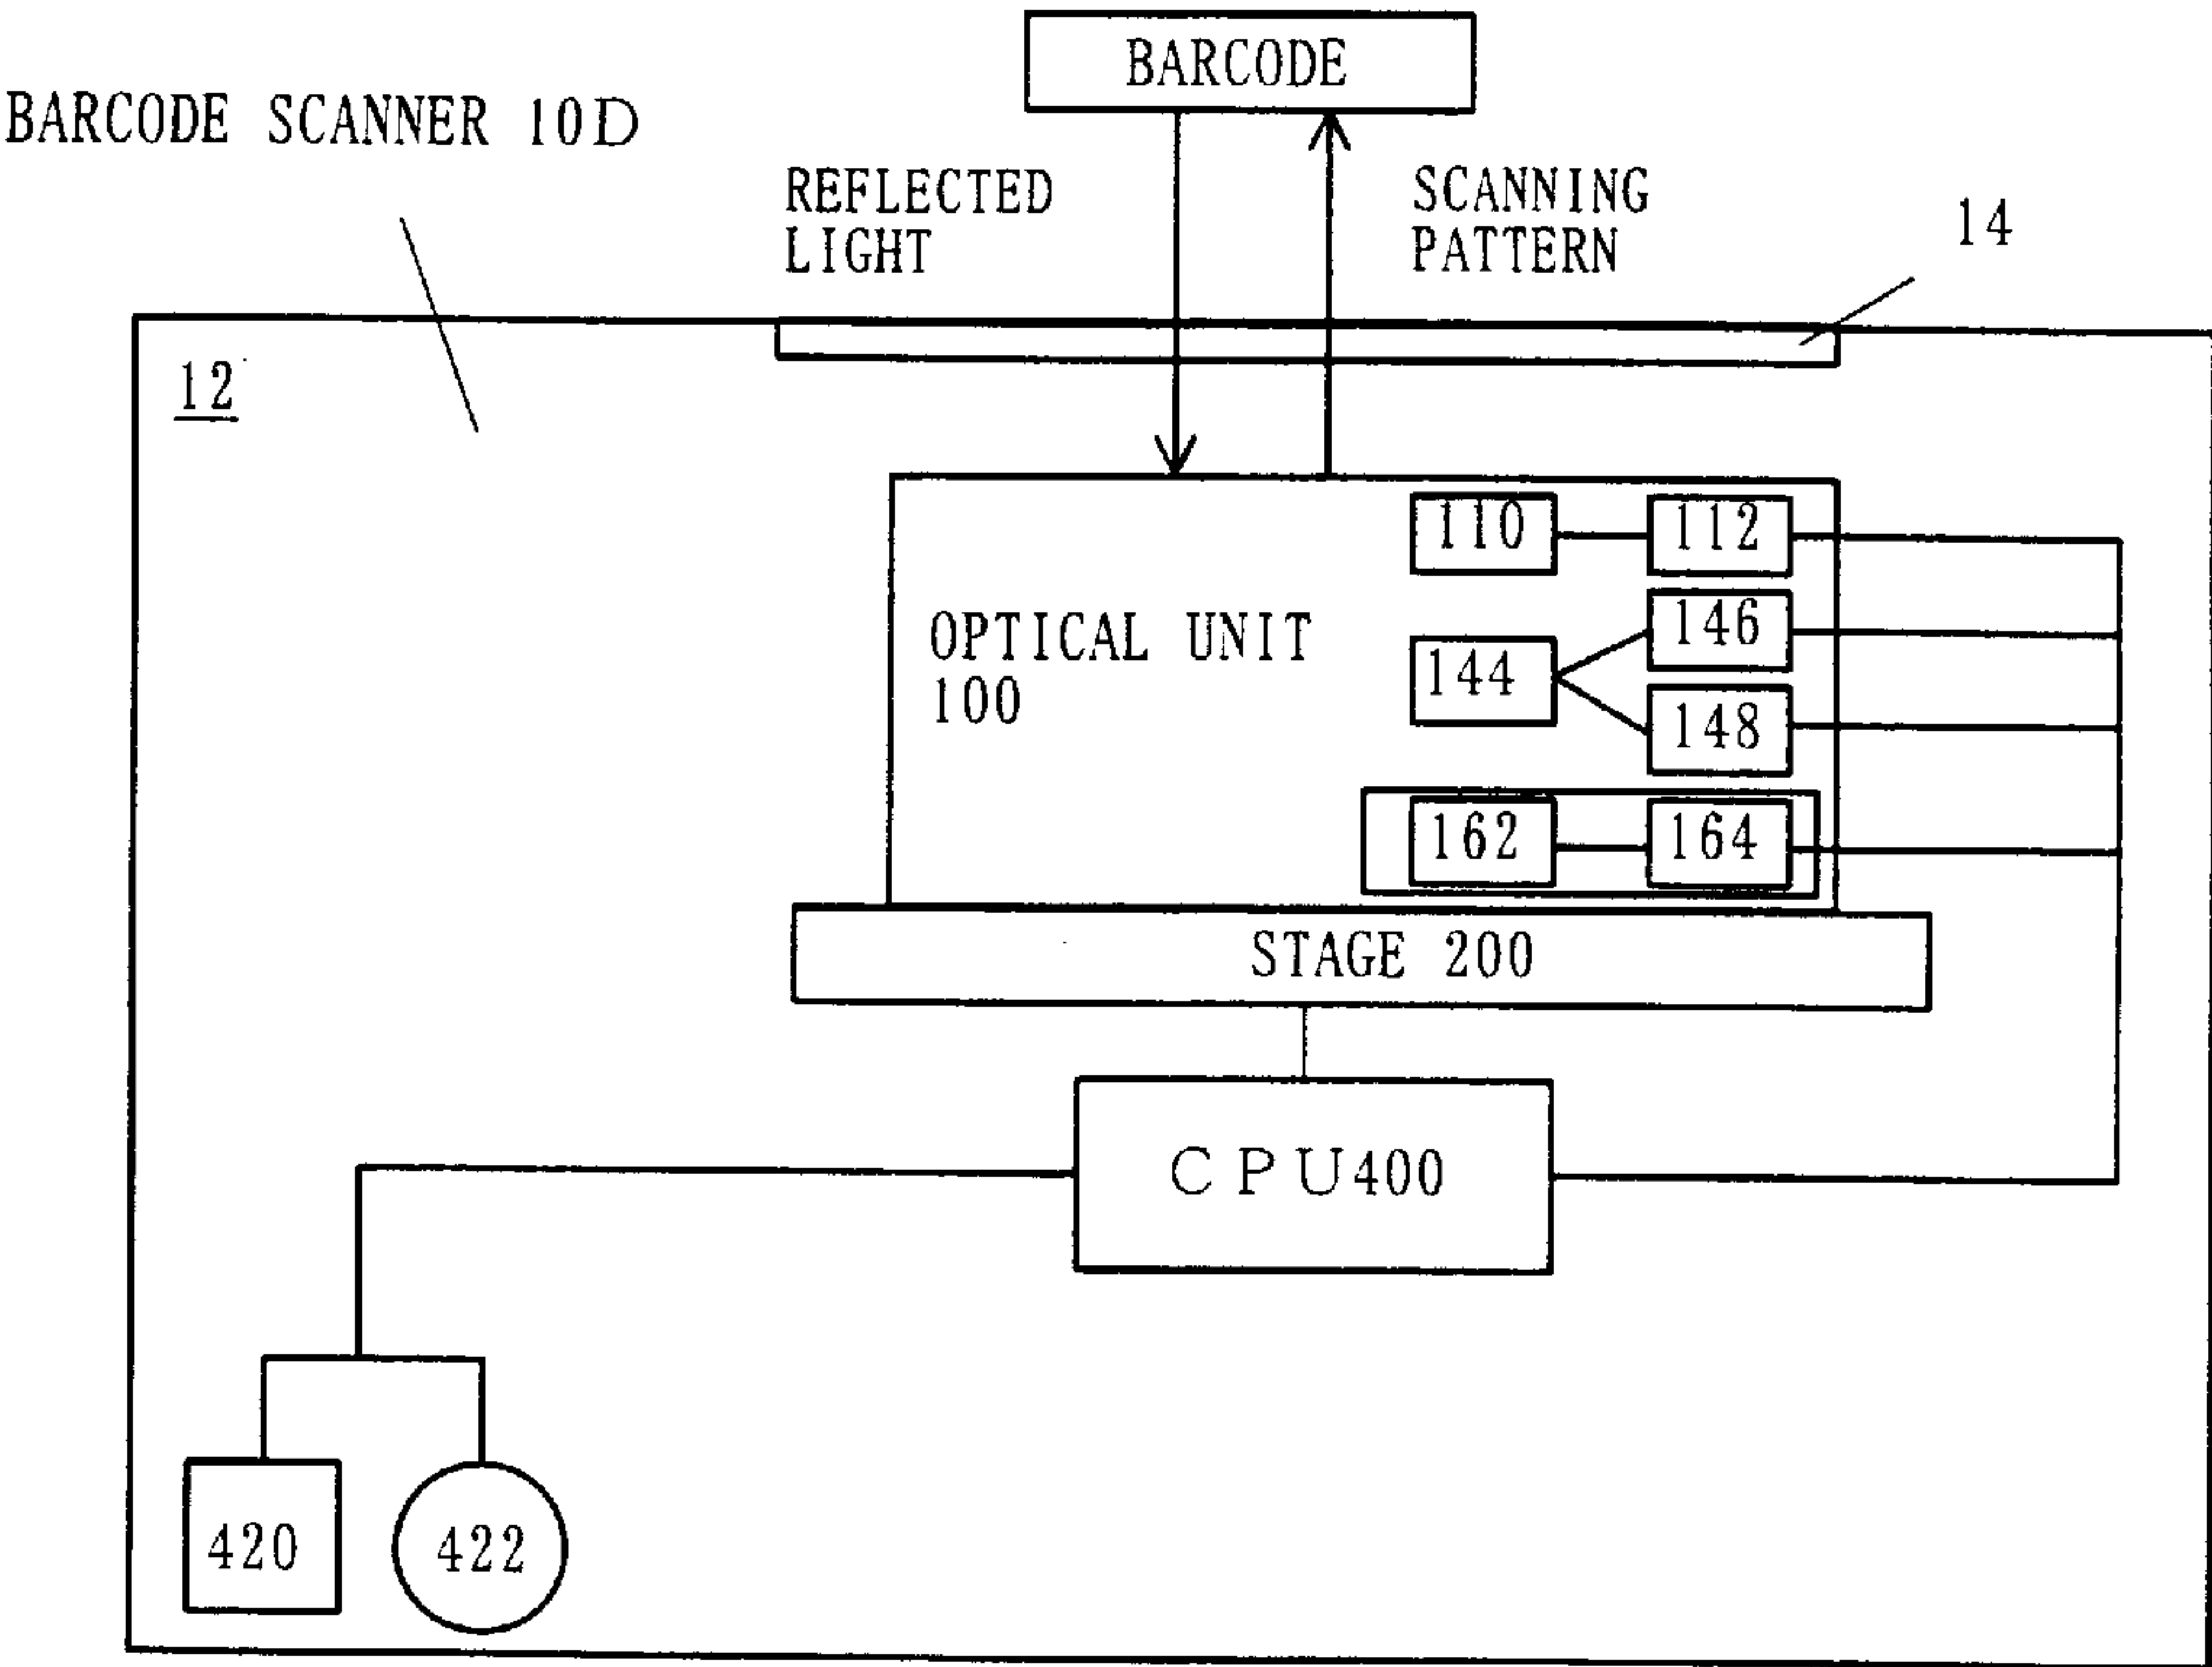 BARCODE
BARCODE SCANNER 10D
REFLECTED
LIGHT
SCANNING
PATTERN
14
12
110
112
OPTICAL UNIT
100
146
144
148
162
164
STAGE 200
CPU400
420
422